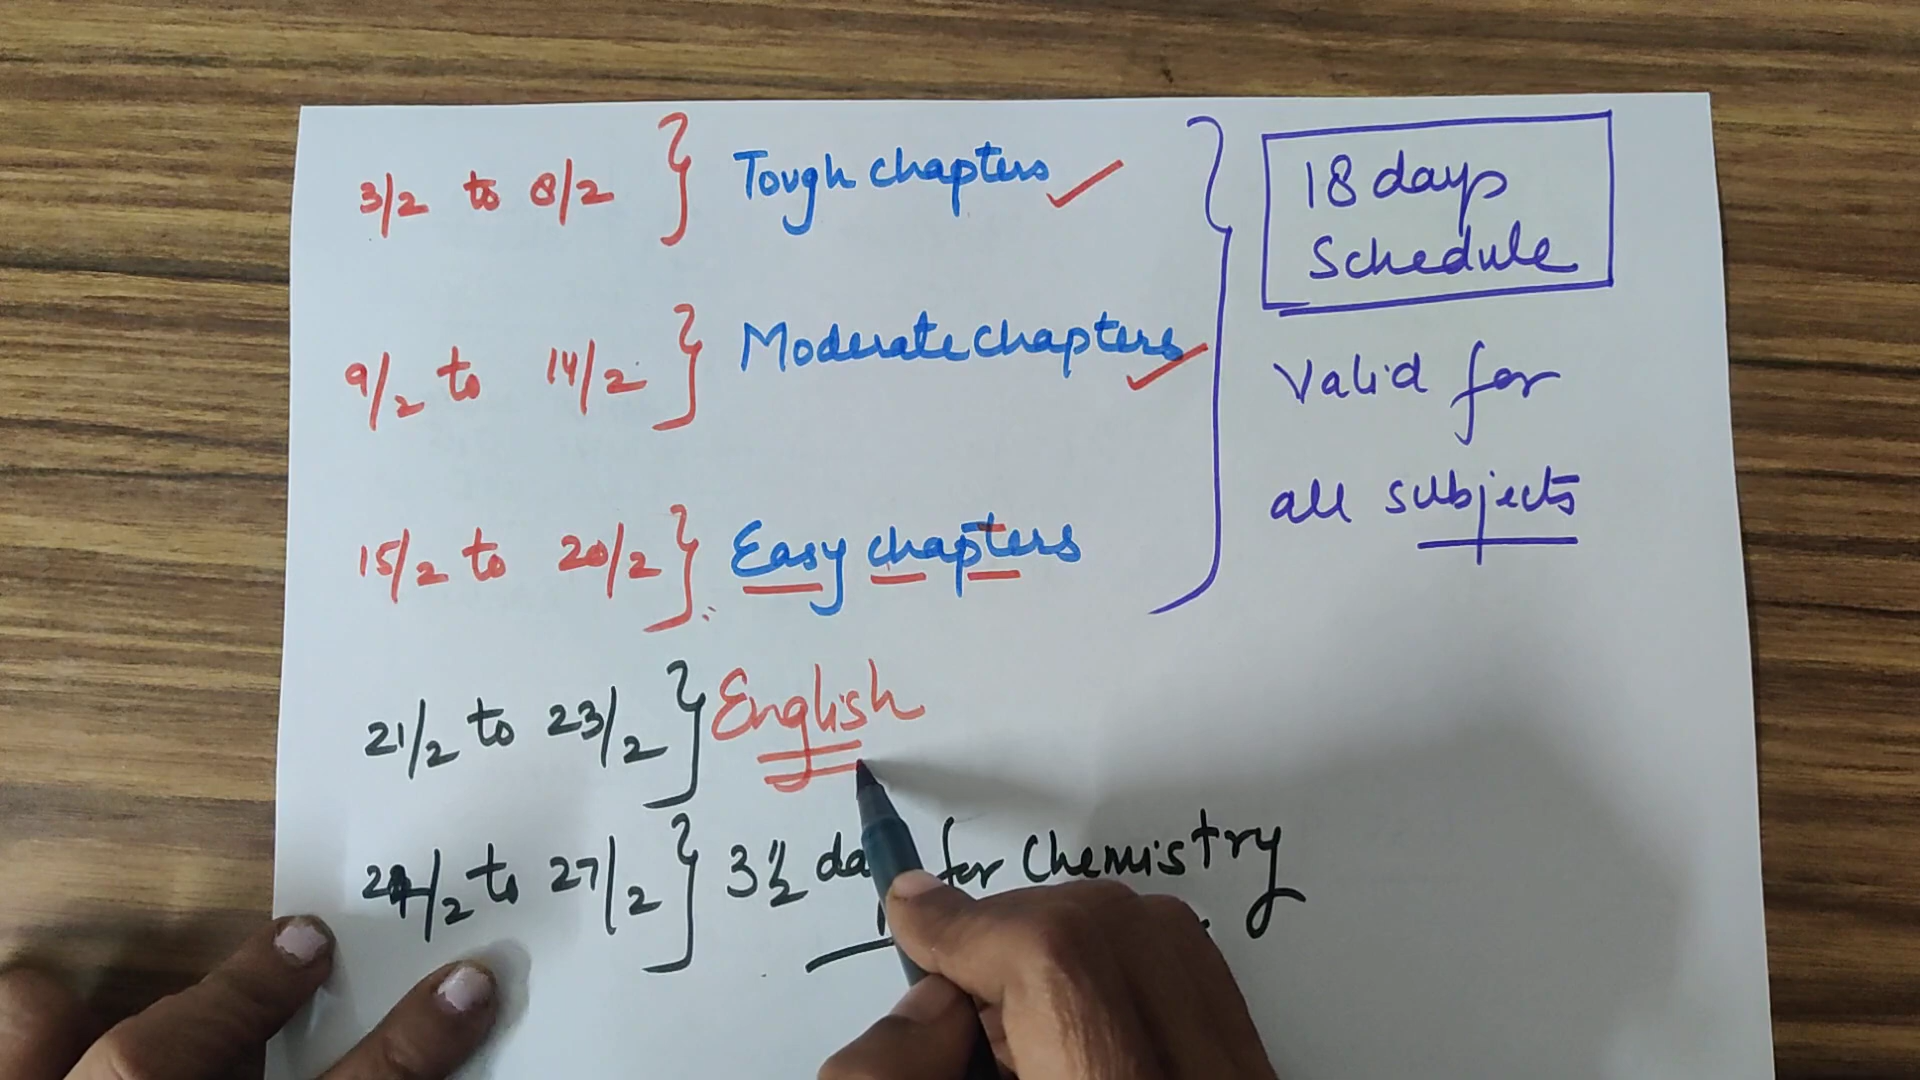 3/2 to 8/2 } Tough chapters ✓
9/2 to 14/2 } Moderate chapters ✓
15/2 to 20/2 } Easy chapters
18 days
Schedule
Valid for
all subjects
21/2 to 23/2 } English
24/2 to 27/2 } 3 1/2 for Chemistry